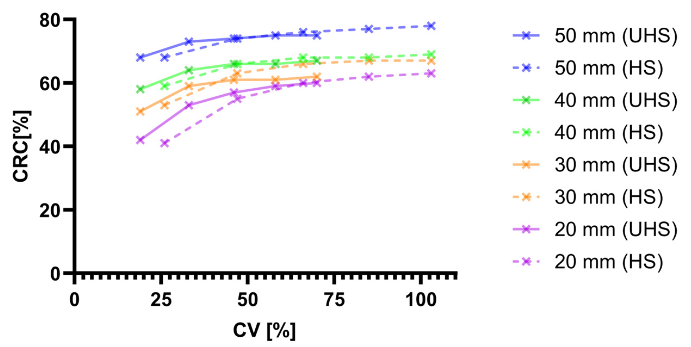 80
60
40
20
0
CRC[%]
0 25 50 75 100
CV [%]
50 mm (UHS)
50 mm (HS)
40 mm (UHS)
40 mm (HS)
30 mm (UHS)
30 mm (HS)
20 mm (UHS)
20 mm (HS)